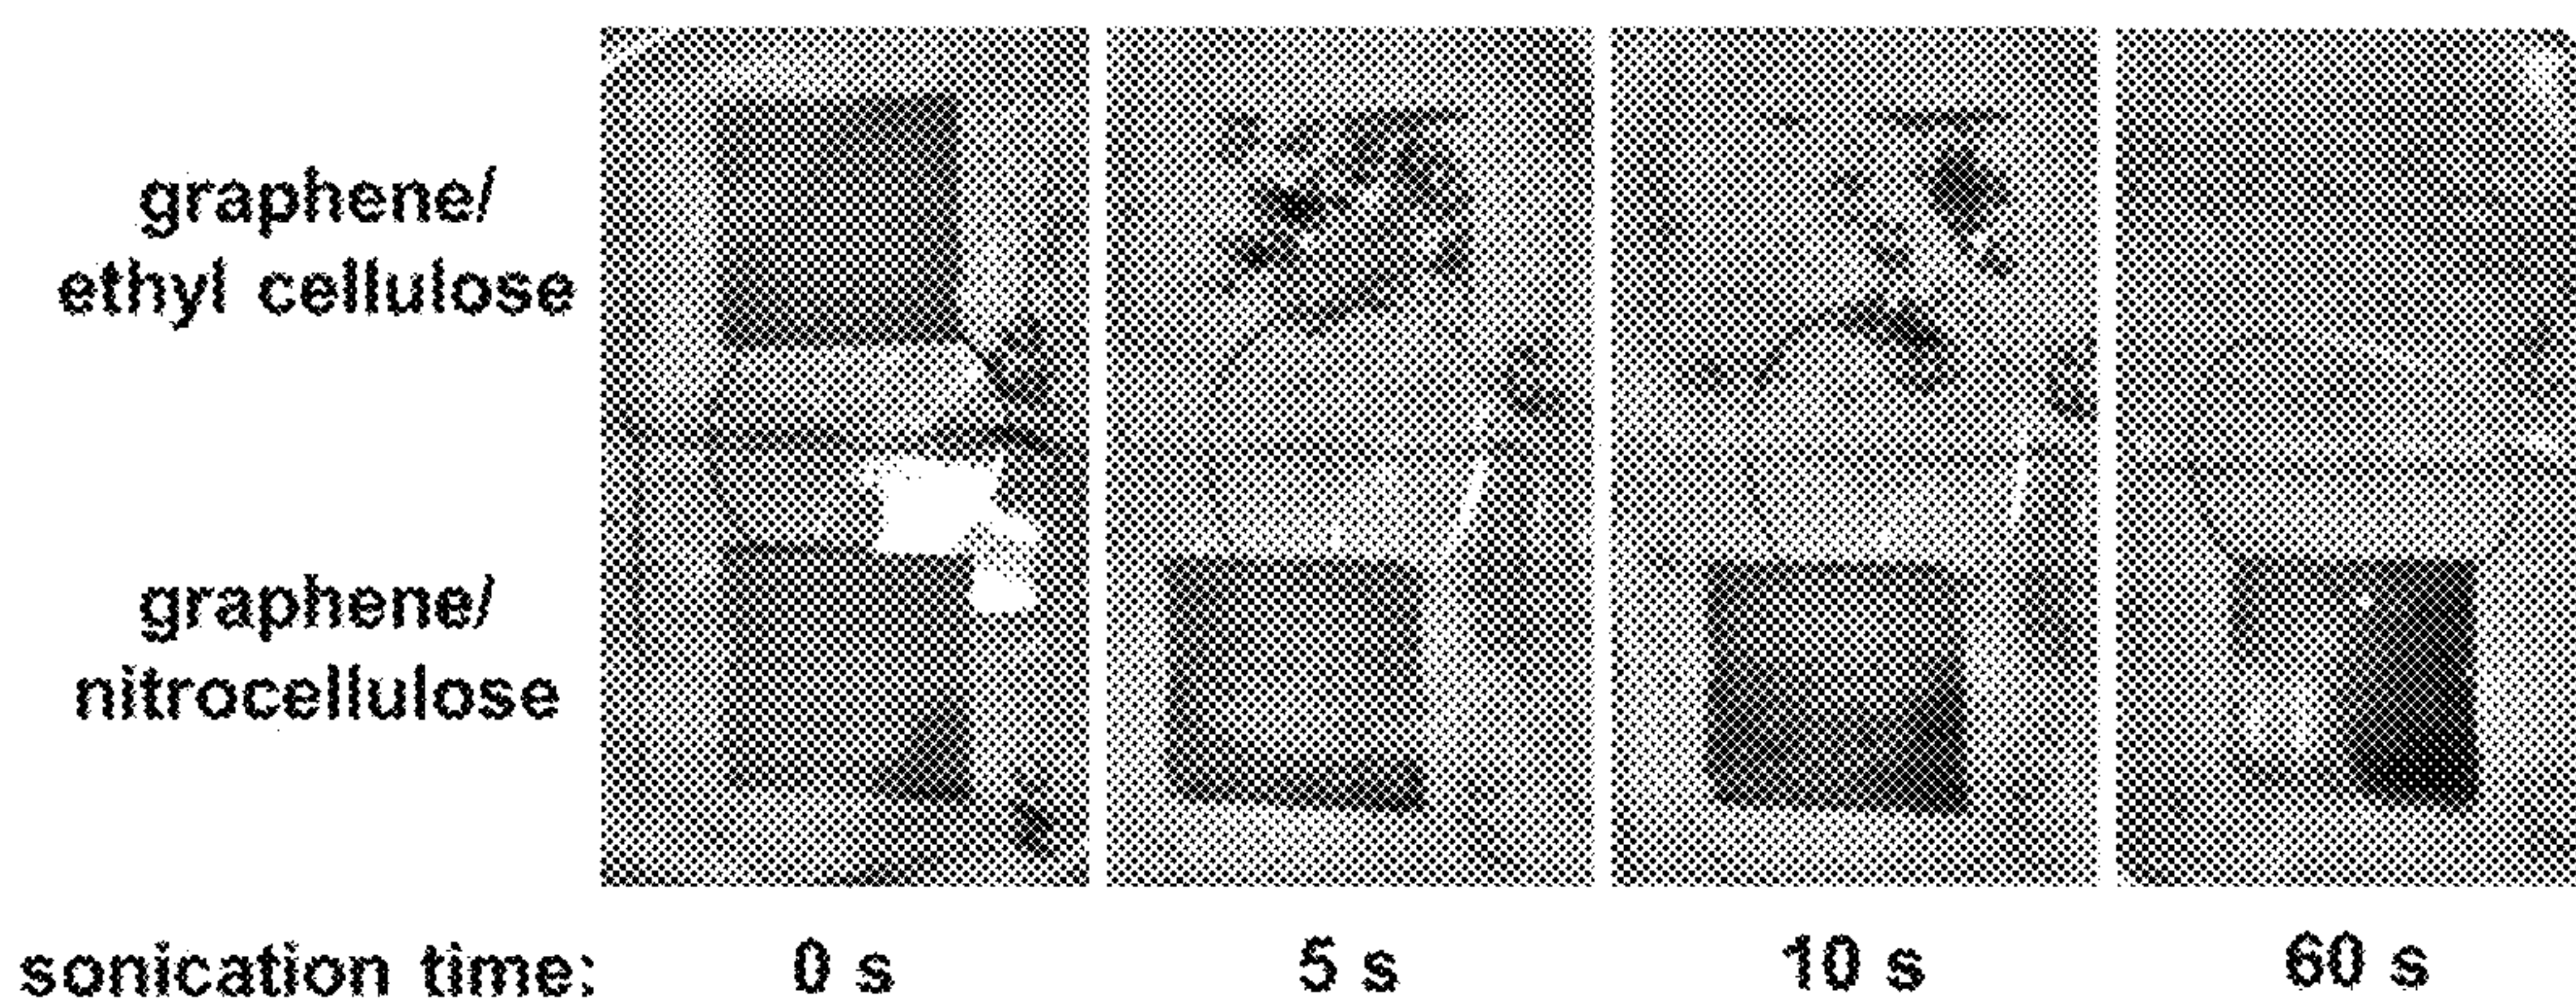 graphene/
ethyl cellulose
graphene/
nitrocellulose
sonication time: 0 s 5 s 10 s 60 s